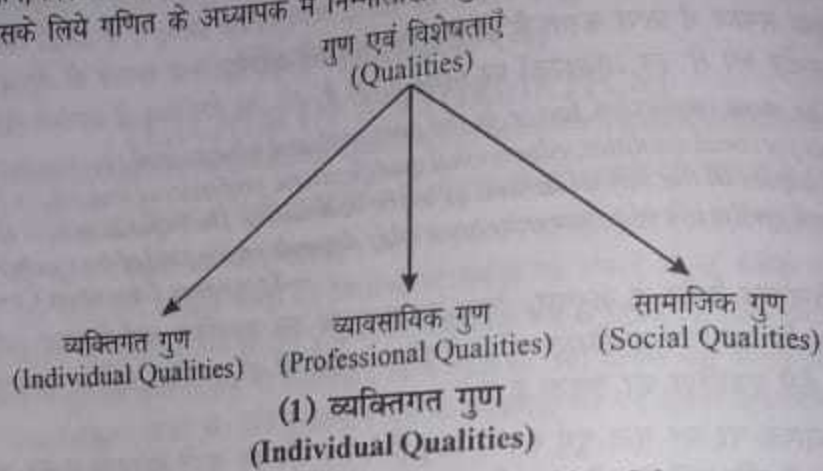 सके लिये गणित के अध्यापक में
गुण एवं विशेषताएँ
(Qualities)
व्यक्तिगत गुण
(Individual Qualities)
व्यावसाविक गुण
(Professional Qualities)
सामाजिक गुण
(Social Qualities)
(1) व्यक्तिगत गुण
(Individual Qualities)